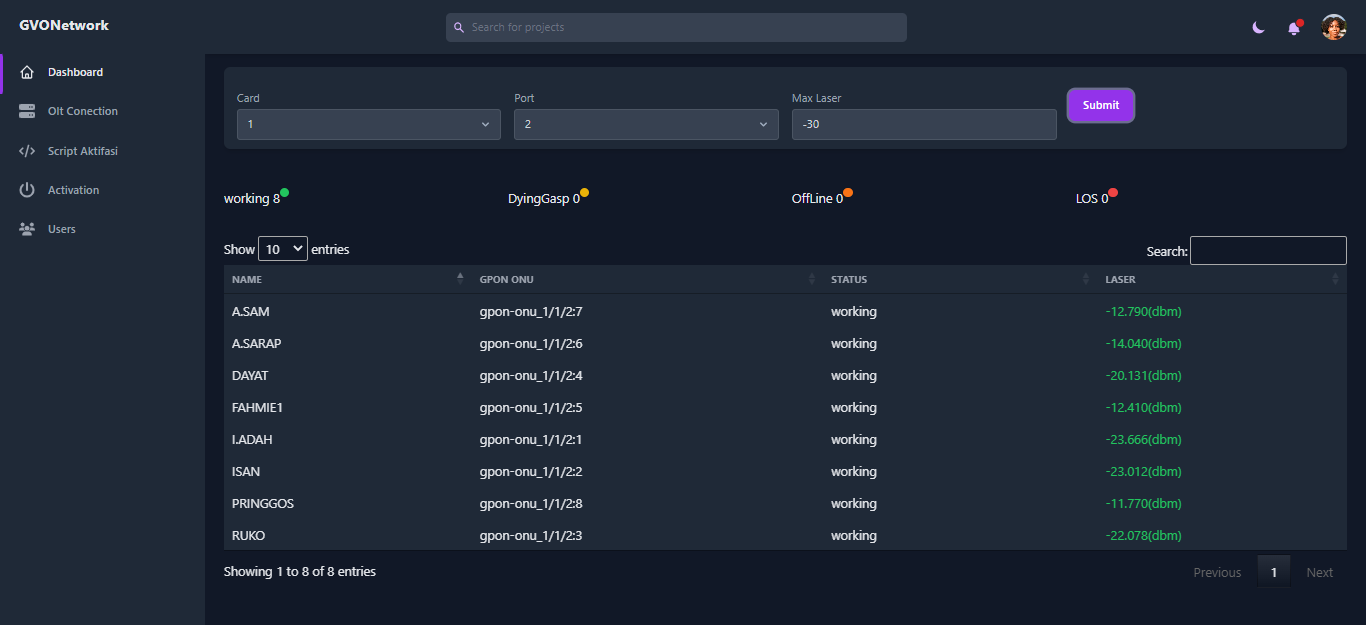 GVONetwork
Search for projects
Dashboard
Olt Conection
Script Aktifasi
Activation
Users
Card Port Max Laser
1 2 -30 Submit
working 8 DyingGasp 0 OffLine 0 LOS 0
Show 10 entries Search:
NAME GPON ONU STATUS LASER
A.SAM gpon-onu_1/1/2:7 working -12.790(dbm)
A.SARAP gpon-onu_1/1/2:6 working -14.040(dbm)
DAYAT gpon-onu_1/1/2:4 working -20.131(dbm)
FAHMIE1 gpon-onu_1/1/2:5 working -12.410(dbm)
I.ADAH gpon-onu_1/1/2:1 working -23.666(dbm)
ISAN gpon-onu_1/1/2:2 working -23.012(dbm)
PRINGGOS gpon-onu_1/1/2:8 working -11.770(dbm)
RUKO gpon-onu_1/1/2:3 working -22.078(dbm)
Showing 1 to 8 of 8 entries Previous 1 Next